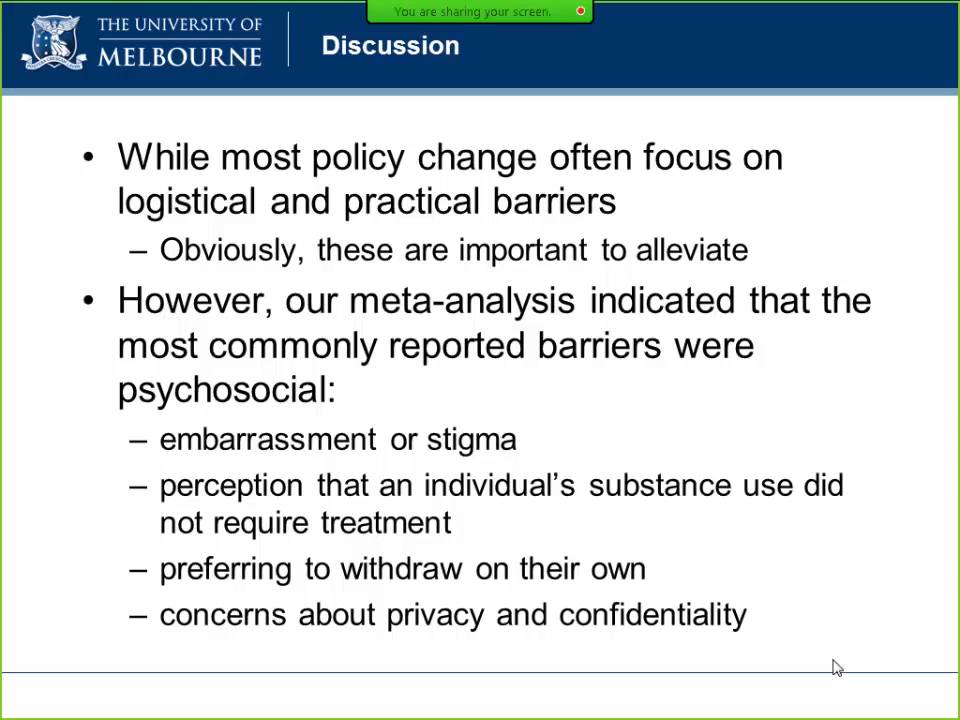 You are sharing your screen.
THE UNIVERSITY OF
MELBOURNE
Discussion
• While most policy change often focus on
logistical and practical barriers
– Obviously, these are important to alleviate
• However, our meta-analysis indicated that the
most commonly reported barriers were
psychosocial:
– embarrassment or stigma
– perception that an individual’s substance use did
not require treatment
– preferring to withdraw on their own
– concerns about privacy and confidentiality